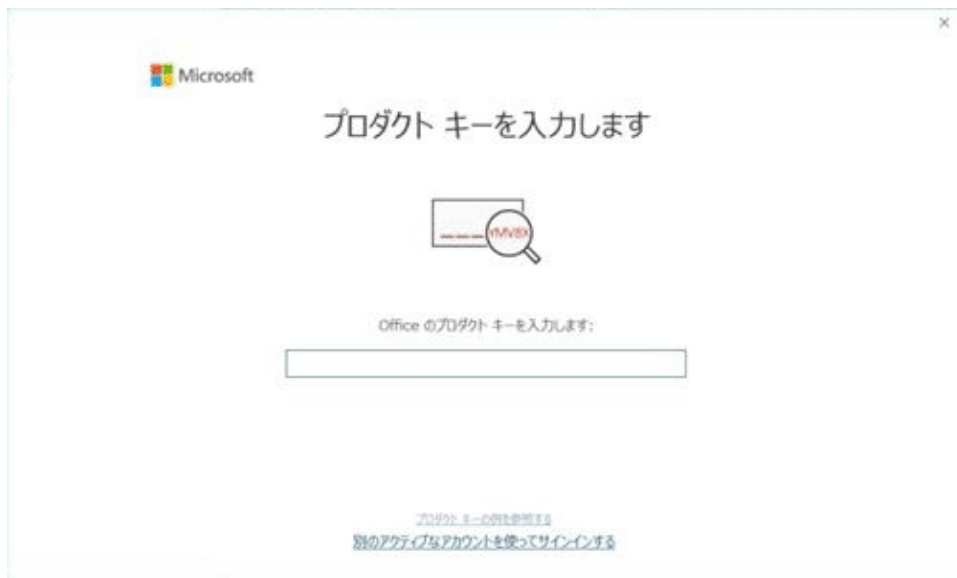 Microsoft
プロダクト キーを入力します
YMV8X
Office のプロダクト キーを入力します:
プロダクト キーの例を参照する
別のアクティブなアカウントを使ってサインインする